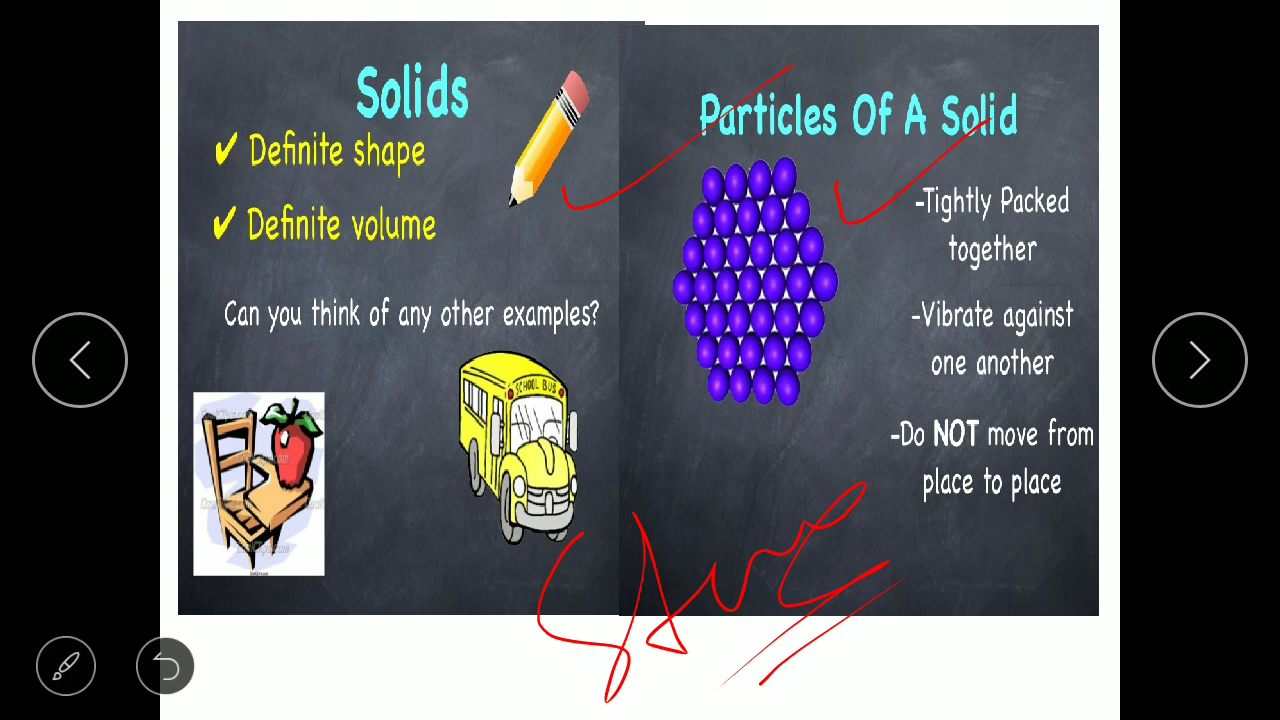 Solids
✔ Definite shape
✔ Definite volume
Can you think of any other examples?
SCHOOL BUS
Particles Of A Solid
-Tightly Packed
together
-Vibrate against
one another
-Do NOT move from
place to place